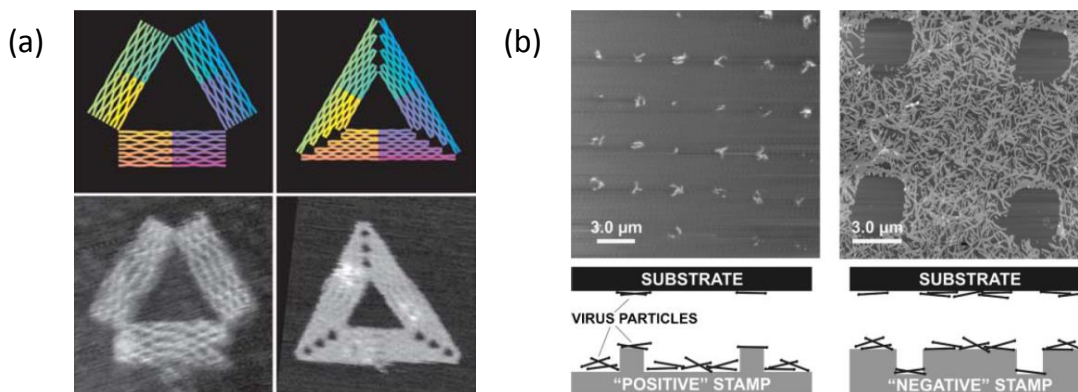 (a)
(b)
3.0 μm
3.0 μm
SUBSTRATE
SUBSTRATE
VIRUS PARTICLES
"POSITIVE" STAMP
"NEGATIVE" STAMP